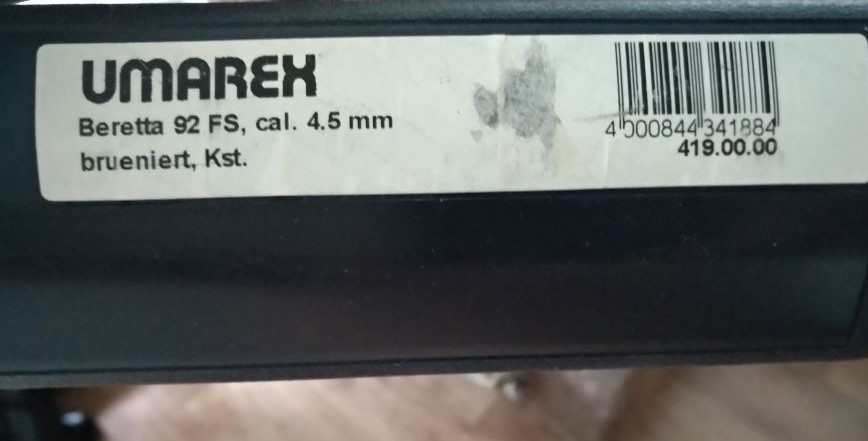 UMAREX
Beretta 92 FS, cal. 4.5 mm
brueniert, Kst.
4 000844 341884
419.00.00